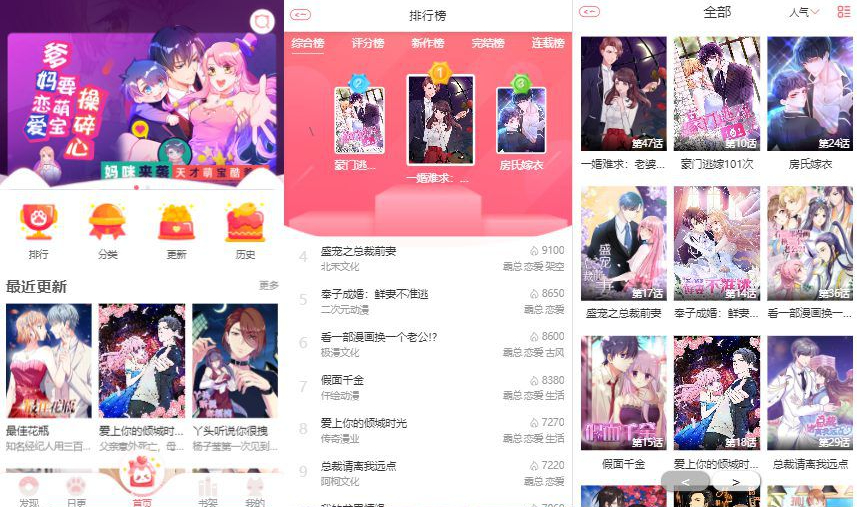 爹妈要恋爱
萌宝操碎心
妈咪来袭
天才萌宝酷爹
排行
分类
更新
历史
最近更新
更多
最佳花瓶
爱上你的倾城时...
丫头听说你很拽
知名经纪人用三百...
父亲意外死亡，母...
杨子莹第一次见到...
发现
日更
首页
书架
我的
排行榜
综合榜
评分榜
新作榜
完结榜
连载榜
2
1
3
豪门逃...
一婚难求：...
房氏嫁衣
4
盛宠之总裁前妻
9100
北禾文化
霸总 恋爱 架空
5
奉子成婚：鲜妻不准逃
8650
二次元动漫
霸总 恋爱
6
看一部漫画换一个老公!?
8600
极漫文化
霸总 恋爱 古风
7
假面千金
8380
仟绘动漫
霸总 恋爱 生活
8
爱上你的倾城时光
7270
传奇漫业
霸总 恋爱 生活
9
总裁请离我远点
7220
阿柯文化
霸总 恋爱
全部
人气
第47话
第10话
第24话
一婚难求：老婆...
豪门逃嫁101次
房氏嫁衣
第17话
第14话
第36话
盛宠之总裁前妻
奉子成婚：鲜妻...
看一部漫画换一...
假面千金
第15话
第18话
第29话
假面千金
爱上你的倾城时...
总裁请离我远点
<
>